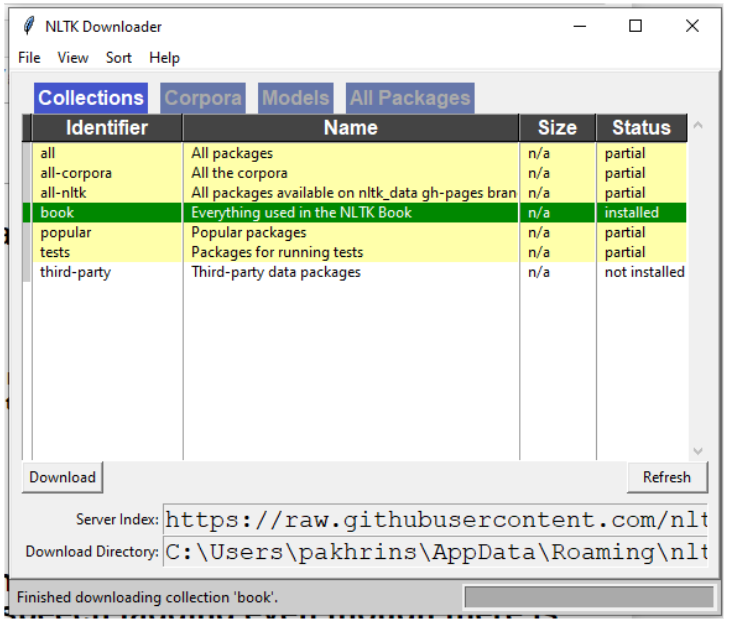 NLTK Downloader
File View Sort Help
Collections Corpora Models All Packages
Identifier Name Size Status
all All packages n/a partial
all-corpora All the corpora n/a partial
all-nltk All packages available on nltk_data gh-pages bran n/a partial
book Everything used in the NLTK Book n/a installed
popular Popular packages n/a partial
tests Packages for running tests n/a partial
third-party Third-party data packages n/a not installed
Download Refresh
Server Index: https://raw.githubusercontent.com/nlt
Download Directory: C:\Users\pakhrins\AppData\Roaming\nlt
Finished downloading collection 'book'.